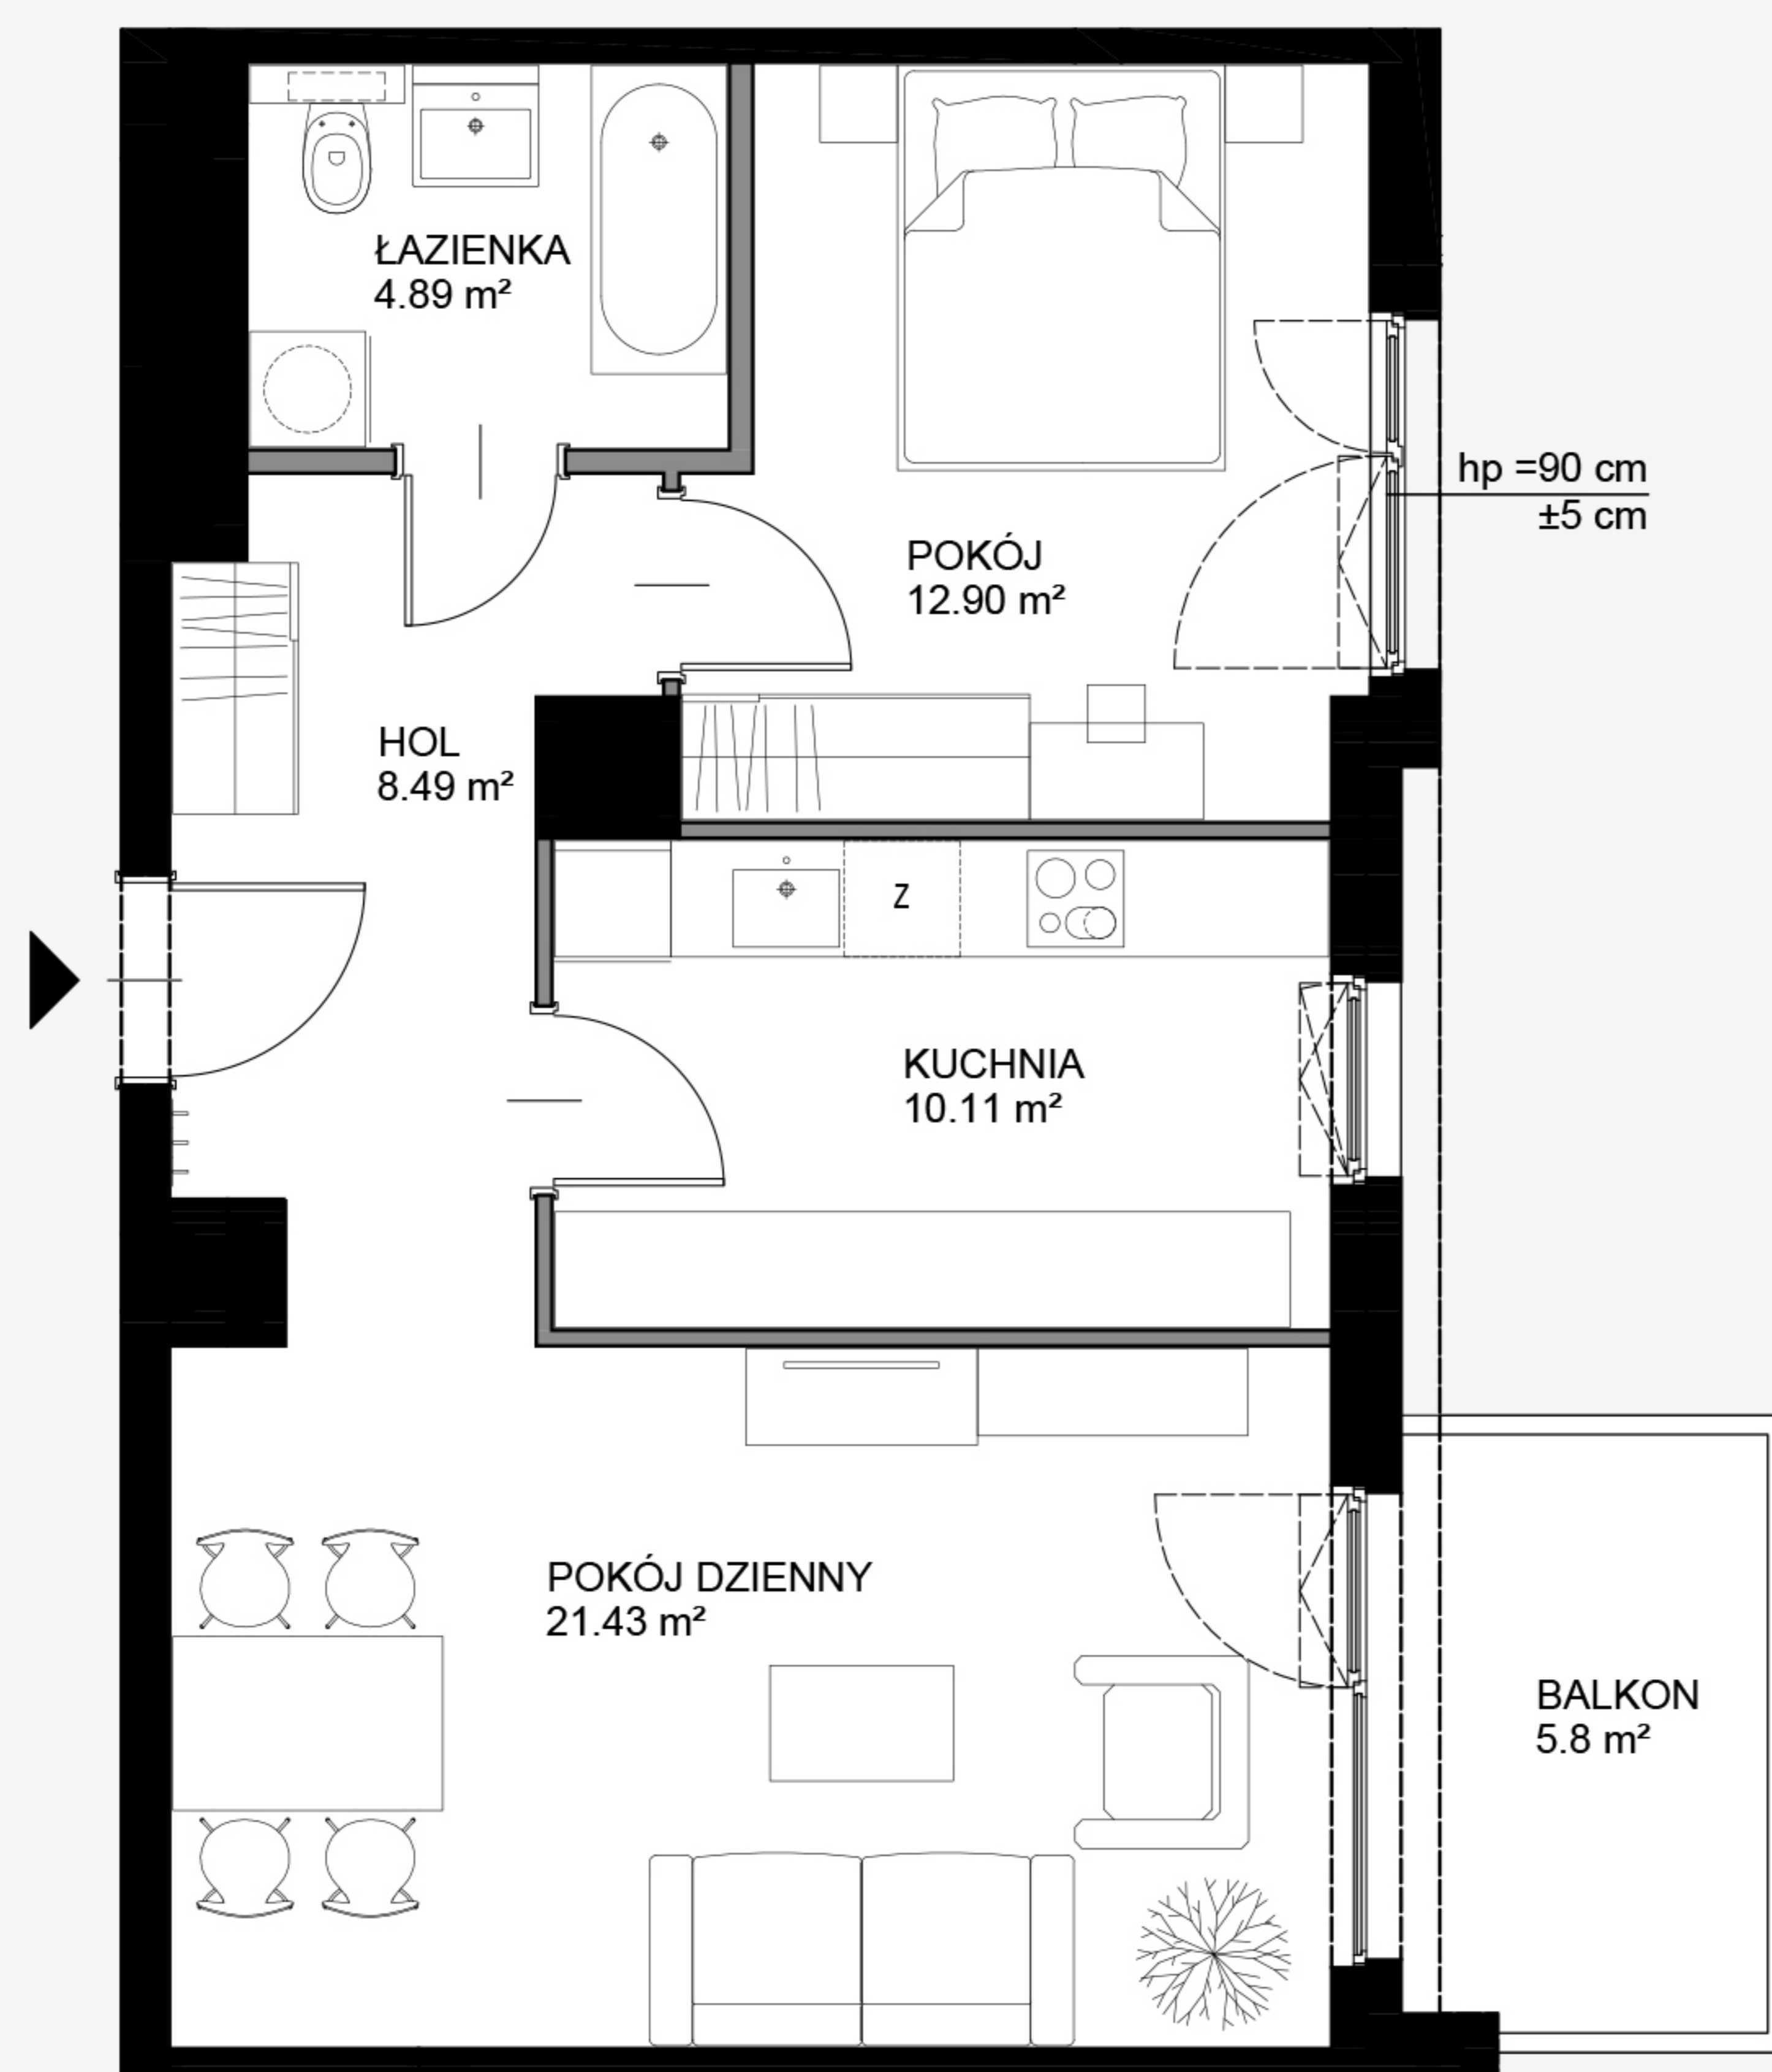 ŁAZIENKA
4.89 m²
hp =90 cm
±5 cm
POKÓJ
12.90 m²
HOL
8.49 m²
Z
KUCHNIA
10.11 m²
POKÓJ DZIENNY
21.43 m²
BALKON
5.8 m²